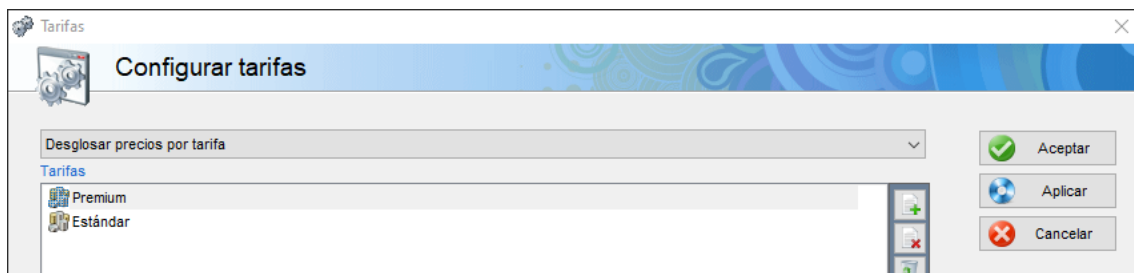 Tarifas
Configurar tarifas
Desglosar precios por tarifa
Tarifas
Premium
Estándar
Aceptar
Aplicar
Cancelar